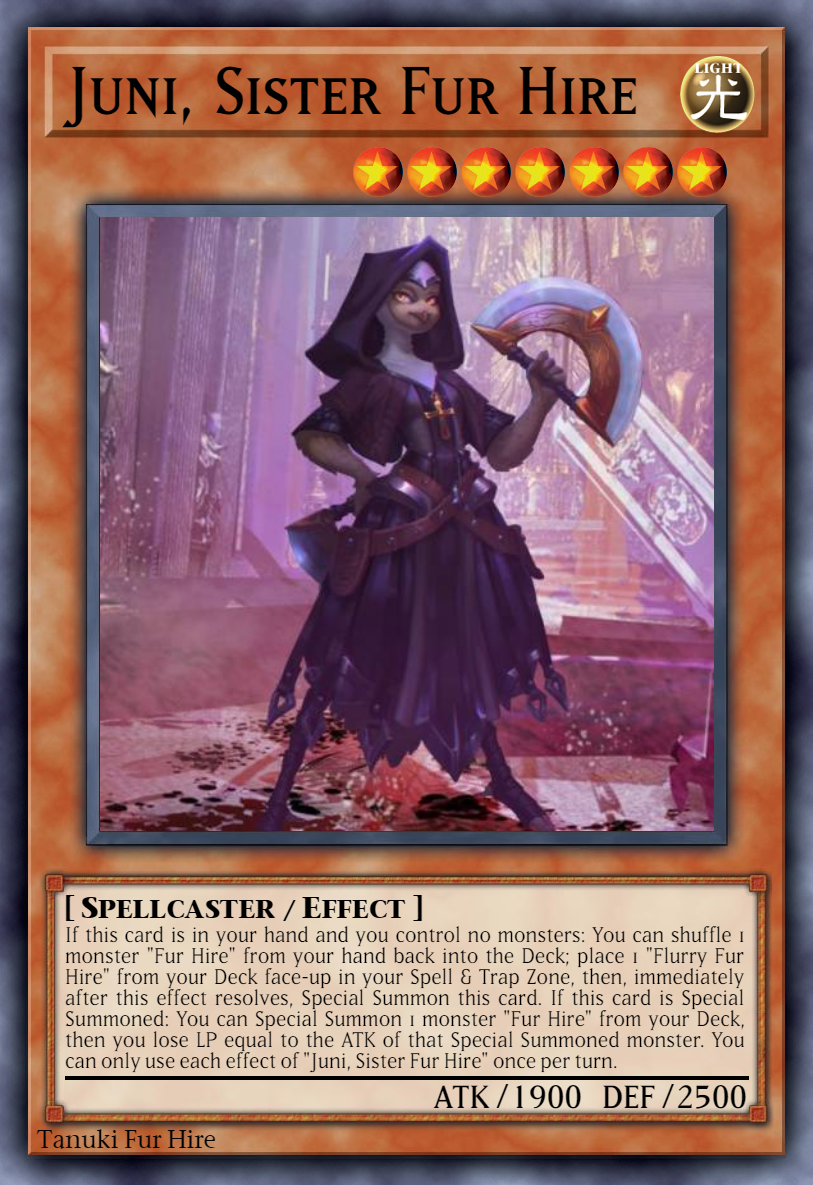 Juni, Sister Fur Hire
LIGHT
光
[ Spellcaster / Effect ]
If this card is in your hand and you control no monsters: You can shuffle 1
monster "Fur Hire" from your hand back into the Deck; place 1 "Flurry Fur
Hire" from your Deck face-up in your Spell & Trap Zone, then, immediately
after this effect resolves, Special Summon this card. If this card is Special
Summoned: You can Special Summon 1 monster "Fur Hire" from your Deck,
then you lose LP equal to the ATK of that Special Summoned monster. You
can only use each effect of "Juni, Sister Fur Hire" once per turn.
ATK/1900 DEF/2500
Tanuki Fur Hire